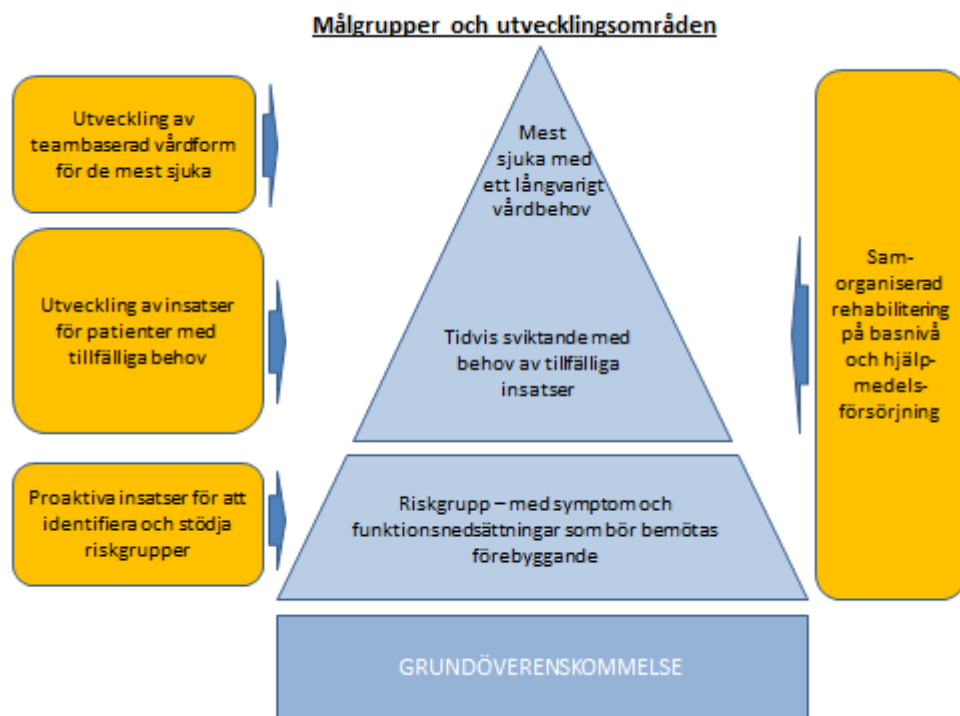 Målgrupper och utvecklingsområden
Utveckling av
teambaserad vårdform
för de mest sjuka
Utveckling av insatser
för patienter med
tillfälliga behov
Proaktiva insatser för att
identifiera och stödja
riskgrupper
Mest
sjuka med
ett långvarigt
vårdbehov
Tidvis sviktande med
behov av tillfälliga
insatser
Riskgrupp – med symptom och
funktionsnedsättningar som bör bemötas
förebyggande
GRUNDÖVERENSKOMMELSE
Sam-
organiserad
rehabilitering
på basnivå
och hjälp-
medels-
försörjning